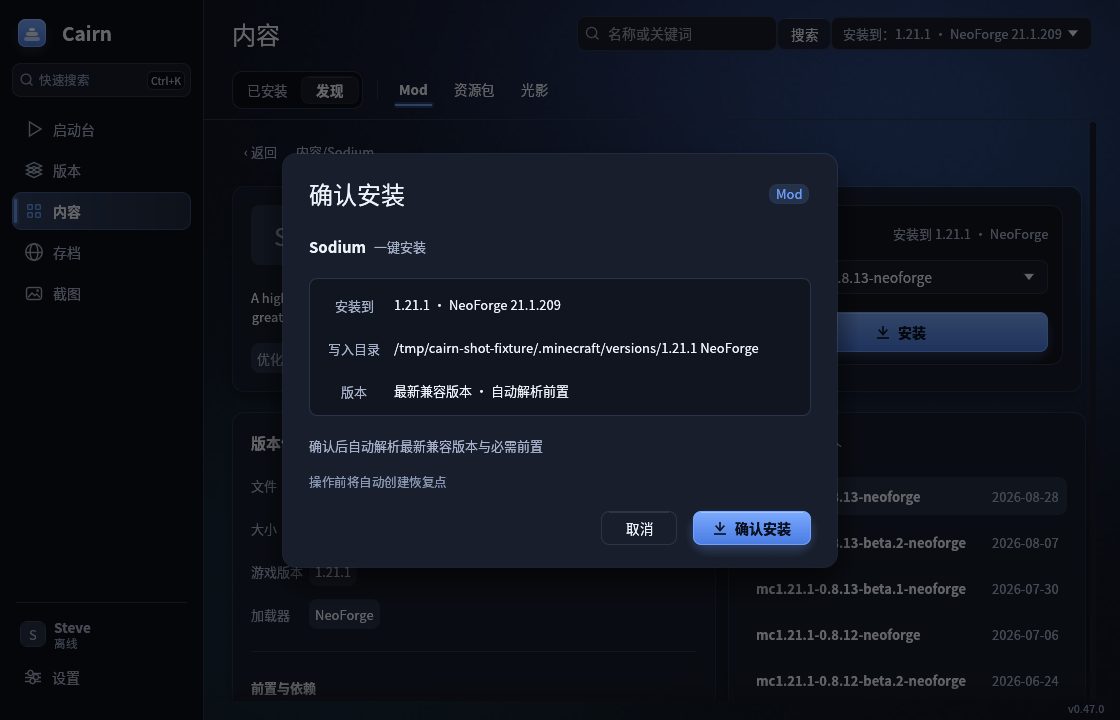 Cairn
快速搜索
Ctrl+K
启动台
版本
内容
存档
截图
Steve
离线
设置
内容
名称或关键词
搜索
安装到：1.21.1 · NeoForge 21.1.209
已安装
发现
Mod
资源包
光影
‹ 返回
内容/Sodium
S
A hig
great
优化
安装到 1.21.1 · NeoForge
.8.13-neoforge
安装
确认安装
Mod
Sodium 一键安装
安装到 1.21.1 · NeoForge 21.1.209
写入目录 /tmp/cairn-shot-fixture/.minecraft/versions/1.21.1 NeoForge
版本 最新兼容版本 · 自动解析前置
确认后自动解析最新兼容版本与必需前置
操作前将自动创建恢复点
取消
确认安装
版本
文件
大小
游戏版本 1.21.1
加载器 NeoForge
前置与依赖
.13-neoforge 2026-08-28
.13-beta.2-neoforge 2026-08-07
mc1.21.1-0.8.13-beta.1-neoforge 2026-07-30
mc1.21.1-0.8.12-neoforge 2026-07-06
mc1.21.1-0.8.12-beta.2-neoforge 2026-06-24
v0.47.0